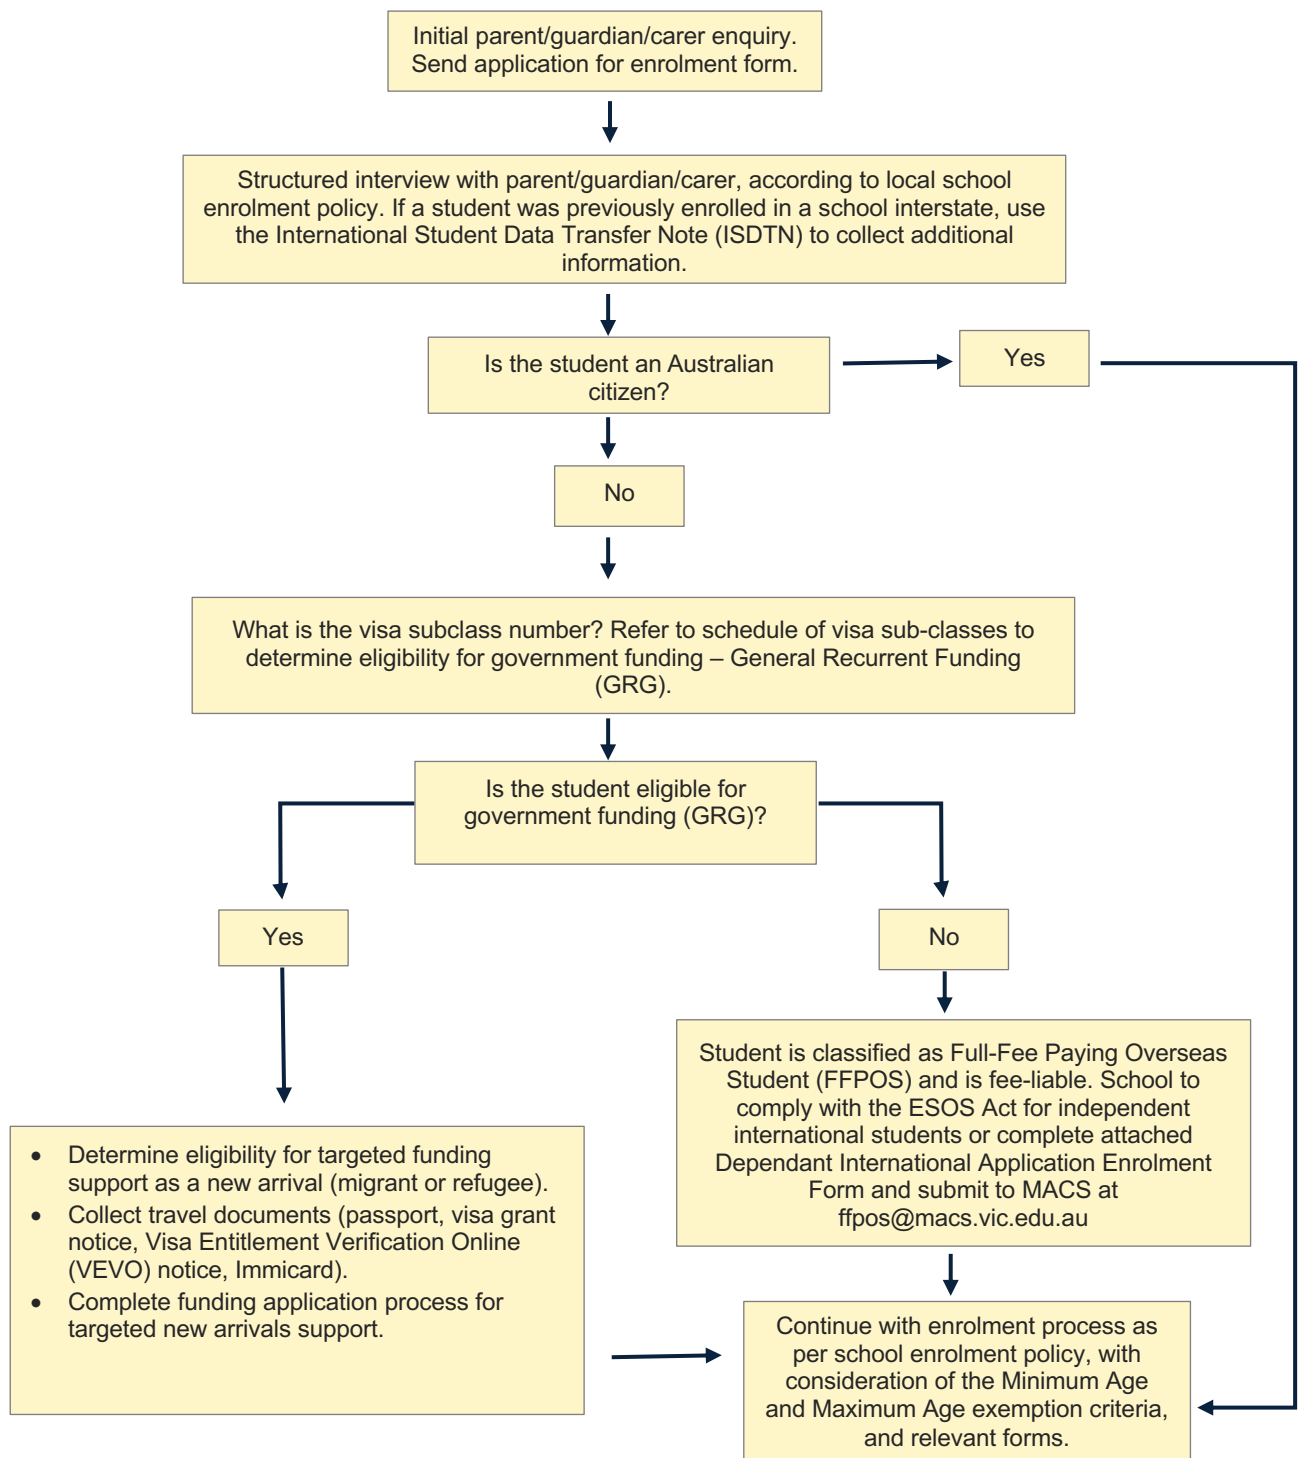 Initial parent/guardian/carer enquiry.
Send application for enrolment form.
Structured interview with parent/guardian/carer, according to local school
enrolment policy. If a student was previously enrolled in a school interstate, use
the International Student Data Transfer Note (ISDTN) to collect additional
information.
Is the student an Australian
citizen?
Yes
No
What is the visa subclass number? Refer to schedule of visa sub-classes to
determine eligibility for government funding – General Recurrent Funding
(GRG).
Is the student eligible for
government funding (GRG)?
Yes
No
Student is classified as Full-Fee Paying Overseas
Student (FFPOS) and is fee-liable. School to
comply with the ESOS Act for independent
international students or complete attached
Dependant International Application Enrolment
Form and submit to MACS at
ffpos@macs.vic.edu.au
• Determine eligibility for targeted funding
support as a new arrival (migrant or refugee).
• Collect travel documents (passport, visa grant
notice, Visa Entitlement Verification Online
(VEVO) notice, Immicard).
• Complete funding application process for
targeted new arrivals support.
Continue with enrolment process as
per school enrolment policy, with
consideration of the Minimum Age
and Maximum Age exemption criteria,
and relevant forms.